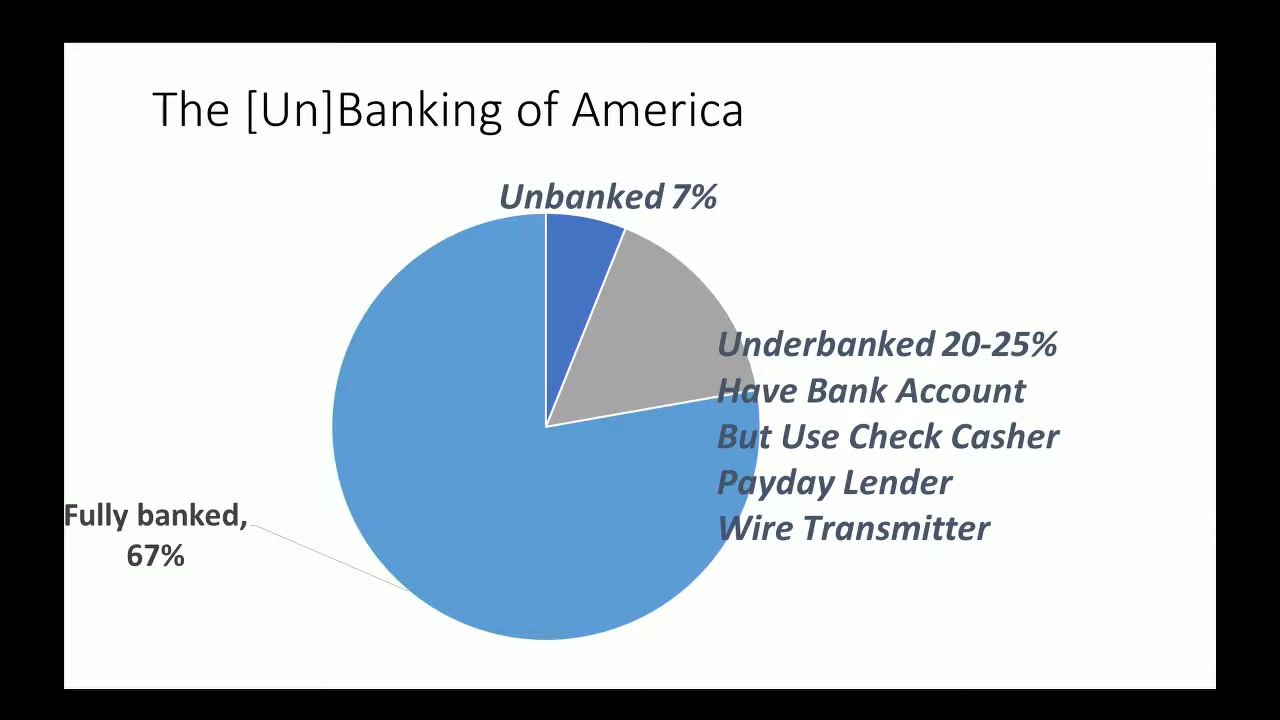 The [Un]Banking of America
Unbanked 7%
Underbanked 20-25%
Have Bank Account
But Use Check Casher
Payday Lender
Wire Transmitter
Fully banked,
67%